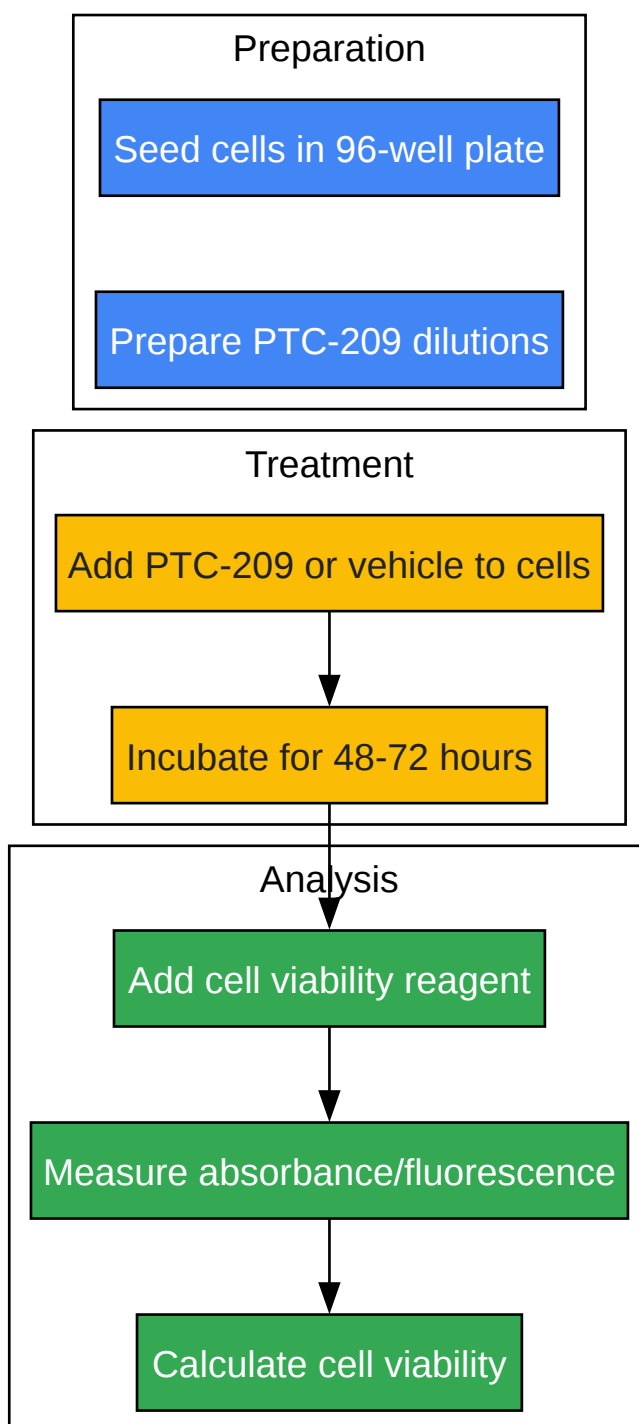 Preparation
Seed cells in 96-well plate
Prepare PTC-209 dilutions
Treatment
Add PTC-209 or vehicle to cells
Incubate for 48-72 hours
Analysis
Add cell viability reagent
Measure absorbance/fluorescence
Calculate cell viability